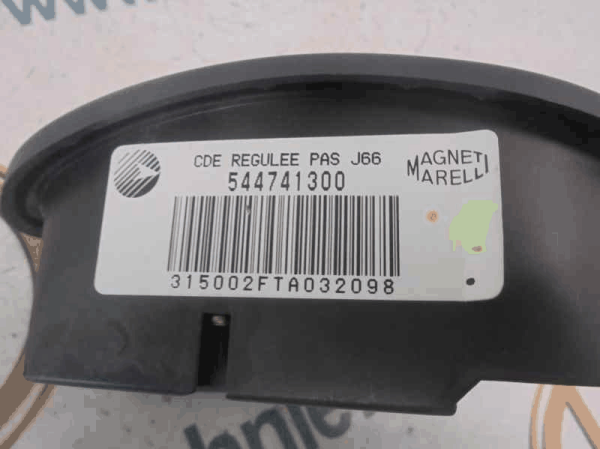 CDE REGULEE PAS J66
544741300
MAGNETI
MARELLI
315002FTA032098